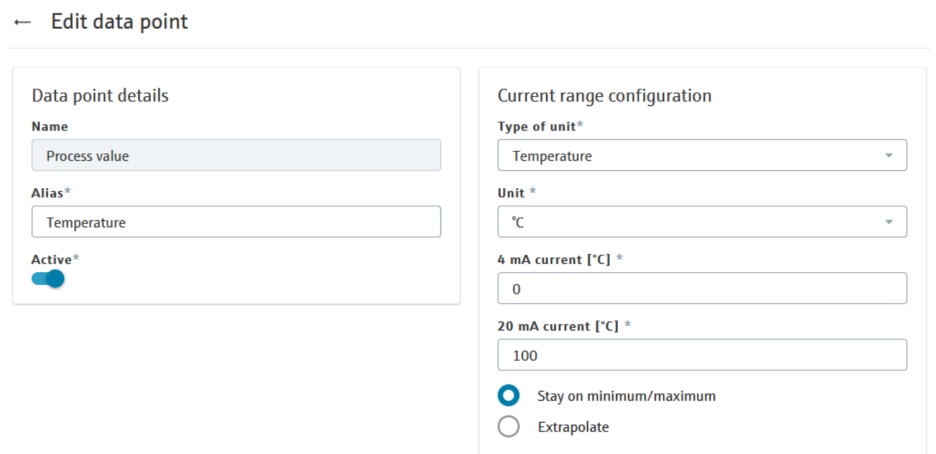 ← Edit data point
Data point details
Name
Process value
Alias*
Temperature
Active*
Current range configuration
Type of unit*
Temperature
Unit *
°C
4 mA current [°C] *
0
20 mA current [°C] *
100
Stay on minimum/maximum
Extrapolate